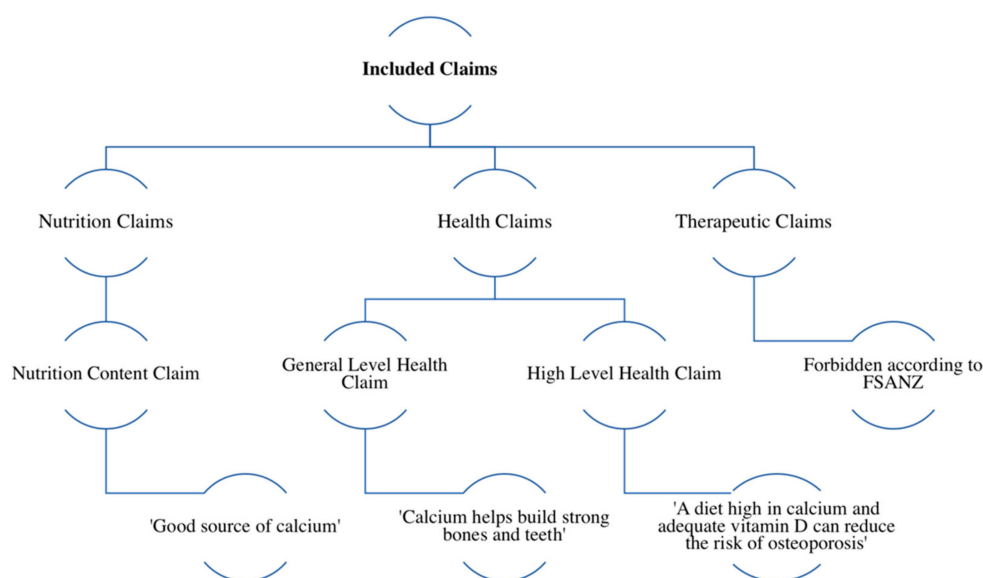 Included Claims
Nutrition Claims
Health Claims
Therapeutic Claims
Nutrition Content Claim
General Level Health
Claim
High Level Health Claim
Forbidden according to
FSANZ
'Good source of calcium'
'Calcium helps build strong
bones and teeth'
'A diet high in calcium and
adequate vitamin D can reduce
the risk of osteoporosis'